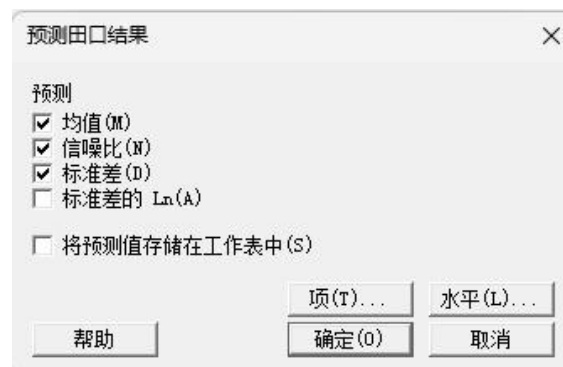 预测田口结果
预测
均值(M)
信噪比(N)
标准差(D)
标准差的 Ln(A)
将预测值存储在工作表中(S)
项(T)... 水平(L)...
帮助 确定(O) 取消